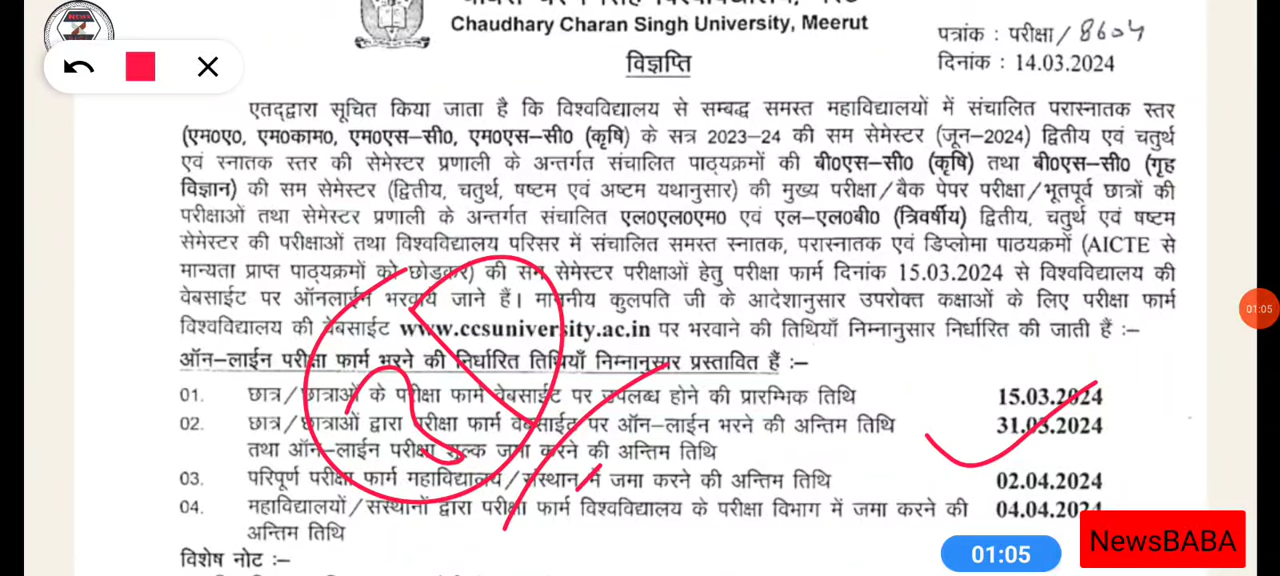 NEWS
Chaudhary Charan Singh University, Meerut
पत्रांक : परीक्षा/8604
विज्ञप्ति
दिनांक : 14.03.2024
एतद्द्वारा सूचित किया जाता है कि विश्वविद्यालय से सम्बद्ध समस्त महाविद्यालयों में संचालित परास्नातक स्तर
(एम0ए0, एम0काम0, एम0एस-सी0, एम0एस-सी0 (कृषि) के सत्र 2023-24 की सम सेमेस्टर (जून-2024) द्वितीय एवं चतुर्थ
एवं स्नातक स्तर की सेमेस्टर प्रणाली के अन्तर्गत संचालित पाठ्यक्रमों की बी0एस-सी0 (कृषि) तथा बी0एस-सी0 (गृह
विज्ञान) की सम सेमेस्टर (द्वितीय, चतुर्थ, षष्टम एवं अष्टम यथानुसार) की मुख्य परीक्षा/बैक पेपर परीक्षा/भूतपूर्व छात्रों की
परीक्षाओं तथा सेमेस्टर प्रणाली के अन्तर्गत संचालित एल0एल0एम0 एवं एल-एल0बी0 (त्रिवर्षीय) द्वितीय, चतुर्थ एवं षष्टम
सेमेस्टर की परीक्षाओं तथा विश्वविद्यालय परिसर में संचालित समस्त स्नातक, परास्नातक एवं डिप्लोमा पाठयक्रमों (AICTE से
मान्यता प्राप्त पाठ्यक्रमों को छोडकर) की सम सेमेस्टर परीक्षाओं हेतु परीक्षा फार्म दिनांक 15.03.2024 से विश्वविद्यालय की
वेबसाईट पर ऑनलाईन भरवाये जाने हैं। माननीय कुलपति जी के आदेशानुसार उपरोक्त कक्षाओं के लिए परीक्षा फार्म
विश्वविद्यालय की वेबसाईट www.ccsuniversity.ac.in पर भरवाने की तिथियाँ निम्नानुसार निर्धारित की जाती हैं :-
ऑन-लाईन परीक्षा फार्म भरने की निर्धारित तिथियाँ निम्नानुसार प्रस्तावित हैं :-
01. छात्र/छात्राओं के परीक्षा फार्म वेबसाईट पर उपलब्ध होने की प्रारम्भिक तिथि 15.03.2024
02. छात्र/छात्राओं द्वारा परीक्षा फार्म वेबसाईट पर ऑन-लाईन भरने की अन्तिम तिथि 31.03.2024
तथा ऑन-लाईन परीक्षा शुल्क जमा करने की अन्तिम तिथि
03. परिपूर्ण परीक्षा फार्म महाविद्यालय/संस्थान में जमा करने की अन्तिम तिथि 02.04.2024
04. महाविद्यालयों/संस्थानों द्वारा परीक्षा फार्म विश्वविद्यालय के परीक्षा विभाग में जमा करने की 04.04.2024
अन्तिम तिथि
विशेष नोट :-
01:05
01:05
NewsBABA